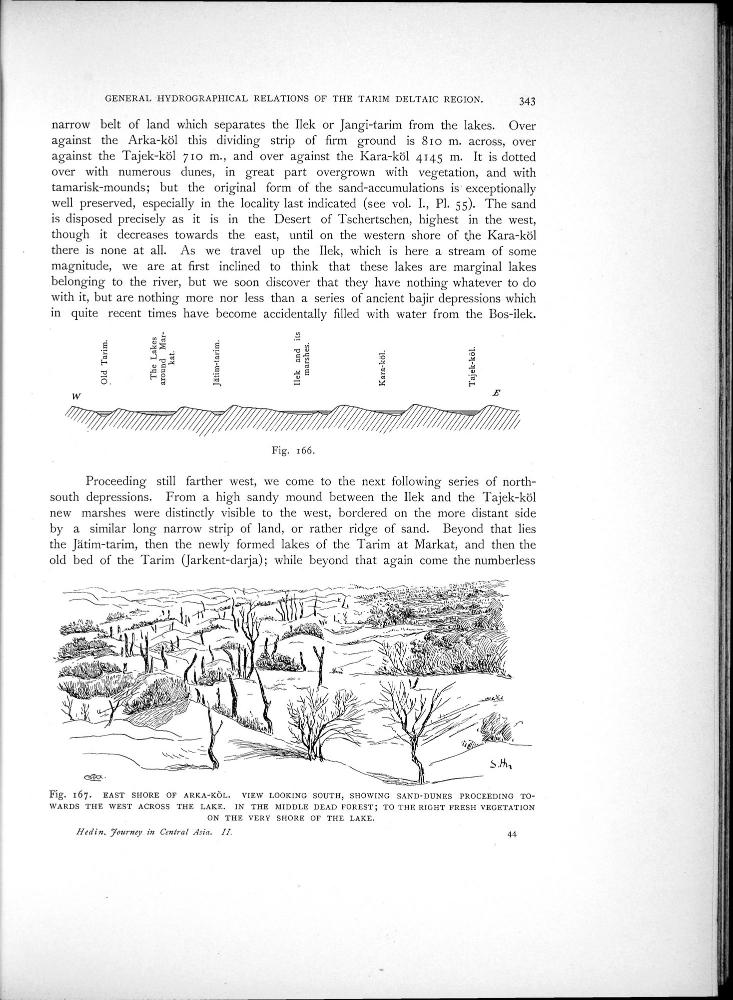 GENERAL HYDROGRAPHICAL RELATIONS OF THE TARIM DELTAIC REGION. 343
narrow belt of land which separates the Ilek or Jangi-tarim from the lakes. Over
against the Arka-köl this dividing strip of firm ground is 810 m. across, over
against the Tajek-köl 710 m., and over against the Kara-köl 4145 m. It is dotted
over with numerous dunes, in great part overgrown with vegetation, and with
tamarisk-mounds; but the original form of the sand-accumulations is exceptionally
well preserved, especially in the locality last indicated (see vol. I., Pl. 55). The sand
is disposed precisely as it is in the Desert of Tschertschen, highest in the west,
though it decreases towards the east, until on the western shore of the Kara-köl
there is none at all. As we travel up the Ilek, which is here a stream of some
magnitude, we are at first inclined to think that these lakes are marginal lakes
belonging to the river, but we soon discover that they have nothing whatever to do
with it, but are nothing more nor less than a series of ancient bajir depressions which
in quite recent times have become accidentally filled with water from the Bos-ilek.
Old Tarim.
The Lakes
around Mar-
kat.
Jätim-tarim.
Ilek and its
marshes.
Kara-köl.
Tajek-köl.
W
E
Fig. 166.
Proceeding still farther west, we come to the next following series of north-
south depressions. From a high sandy mound between the Ilek and the Tajek-köl
new marshes were distinctly visible to the west, bordered on the more distant side
by a similar long narrow strip of land, or rather ridge of sand. Beyond that lies
the Jätim-tarim, then the newly formed lakes of the Tarim at Markat, and then the
old bed of the Tarim (Jarkent-darja); while beyond that again come the numberless
S.Hn
Fig. 167. EAST SHORE OF ARKA-KÖL. VIEW LOOKING SOUTH, SHOWING SAND-DUNES PROCEEDING TO-
WARDS THE WEST ACROSS THE LAKE. IN THE MIDDLE DEAD FOREST; TO THE RIGHT FRESH VEGETATION
ON THE VERY SHORE OF THE LAKE.
Hedin. Journey in Central Asia. II. 44